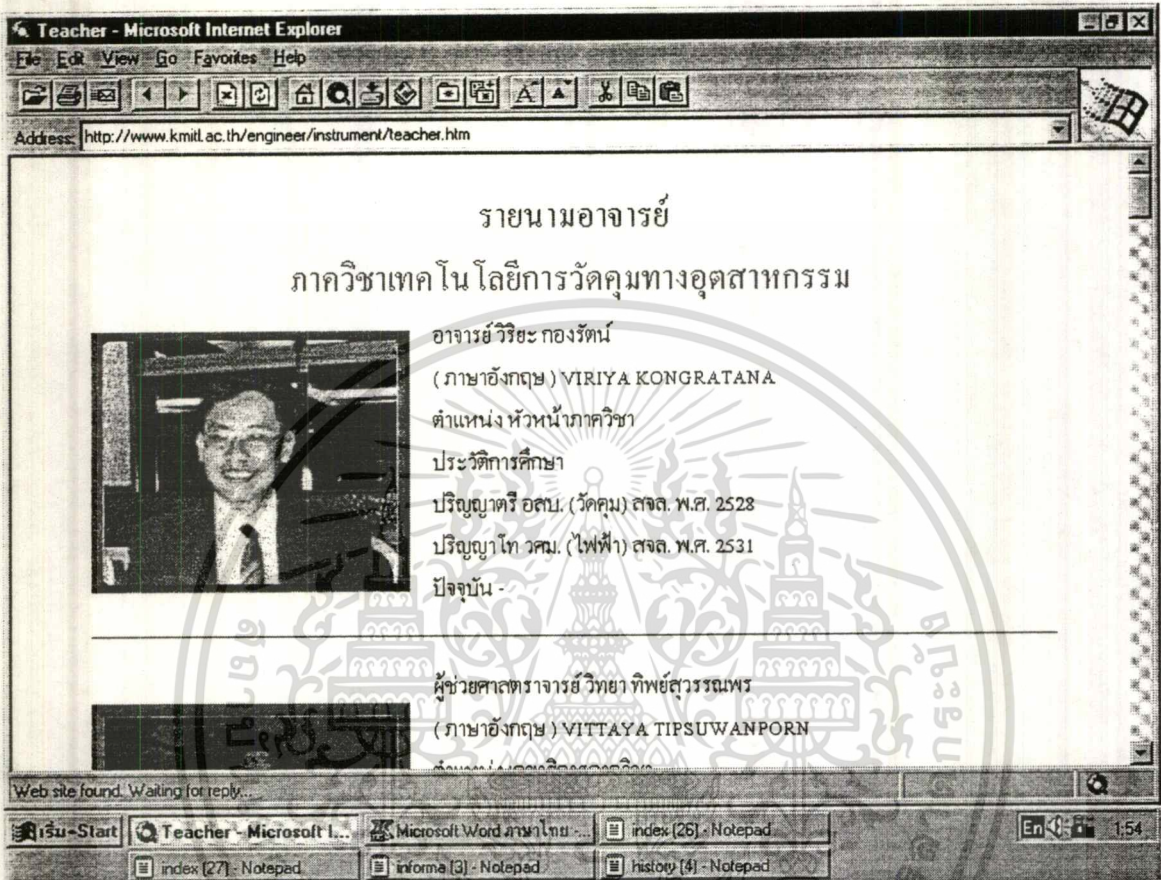 Teacher - Microsoft Internet Explorer
File Edit View Go Favorites Help
Address: http://www.kmitl.ac.th/engineer/instrument/teacher.htm
รายนามอาจารย์
ภาควิชาเทคโนโลยีการวัดคุมทางอุตสาหกรรม
อาจารย์ วิริยะ กองรัตน์
( ภาษาอังกฤษ ) VIRIYA KONGRATANA
ตำแหน่ง หัวหน้าภาควิชา
ประวัติการศึกษา
ปริญญาตรี อสบ. (วัดคุม) สจล. พ.ศ. 2528
ปริญญาโท วศม. (ไฟฟ้า) สจล. พ.ศ. 2531
ปัจจุบัน -
ผู้ช่วยศาสตราจารย์ วิทยา ทิพย์สุวรรณพร
( ภาษาอังกฤษ ) VITTAYA TIPSUWANPORN
Web site found. Waiting for reply...
เริ่ม-Start Teacher - Microsoft I... Microsoft Word ภาษาไทย -... index [26] - Notepad En 1:54
index [27] - Notepad informa [3] - Notepad history [4] - Notepad